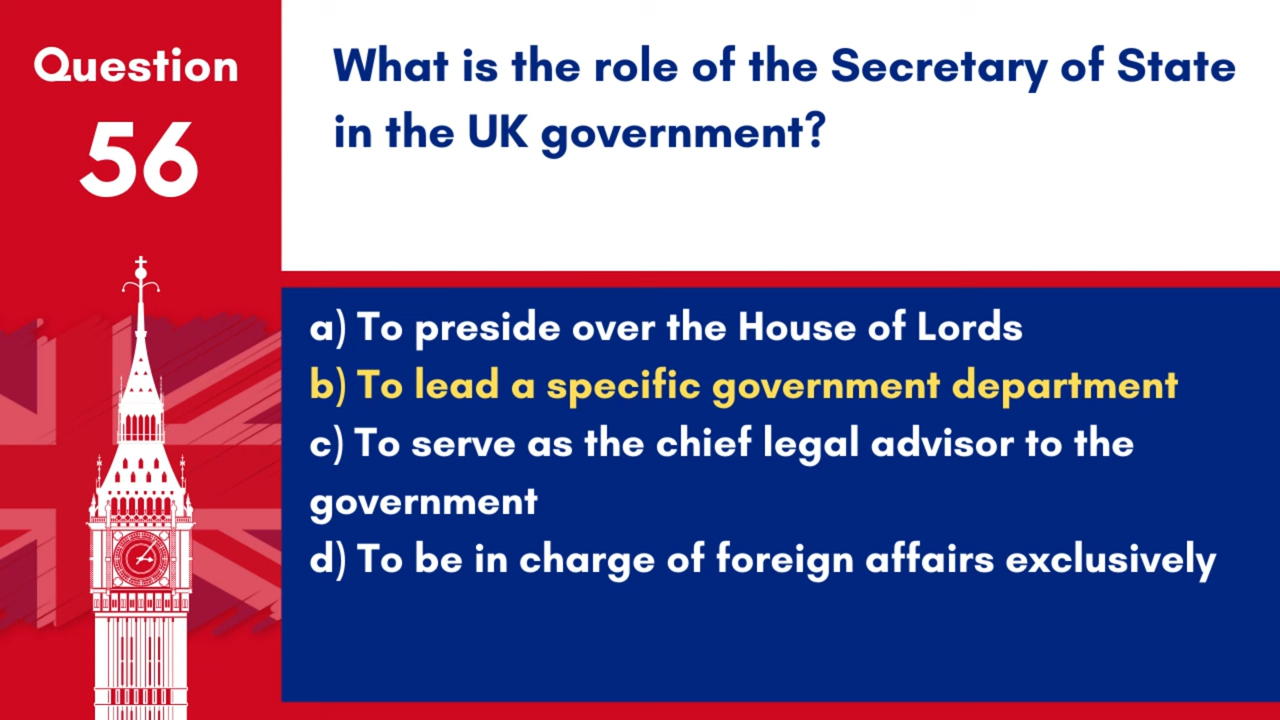 Question
56
What is the role of the Secretary of State
in the UK government?
a) To preside over the House of Lords
b) To lead a specific government department
c) To serve as the chief legal advisor to the
government
d) To be in charge of foreign affairs exclusively